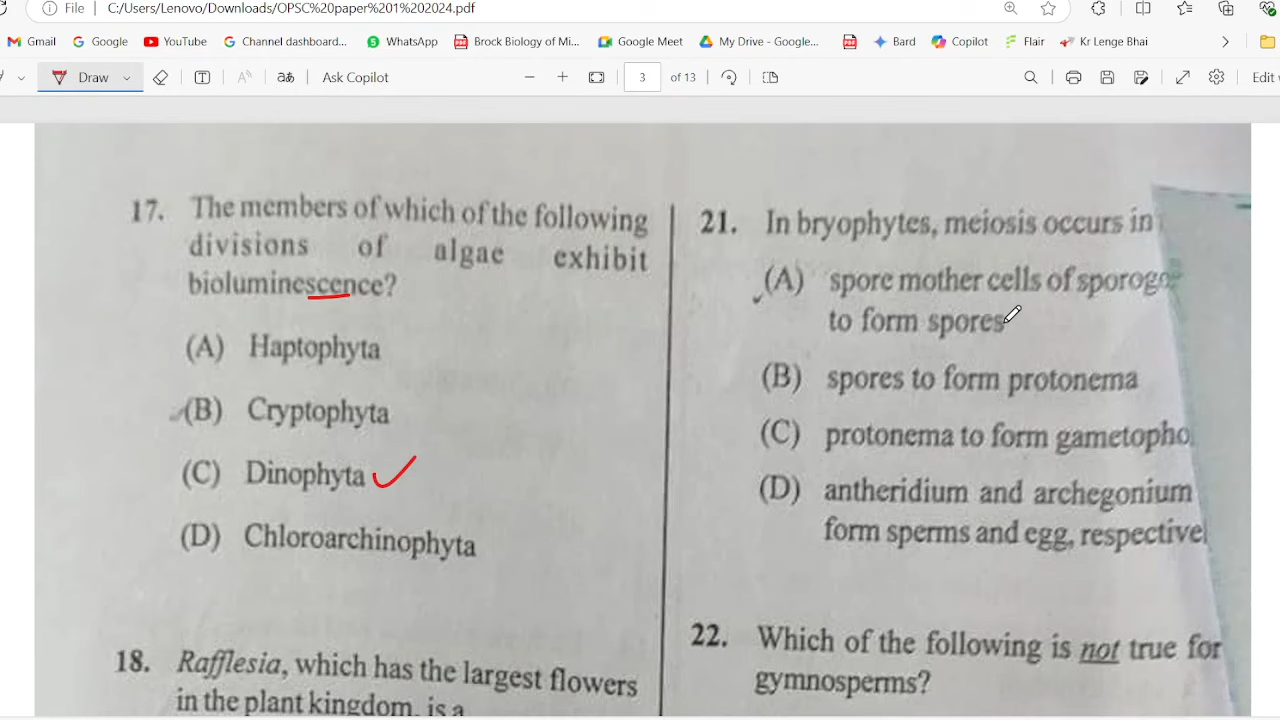 File
C:/Users/Lenovo/Downloads/OPSC%20paper%201%202024.pdf
Gmail
Google
YouTube
Channel dashboard...
WhatsApp
Brock Biology of Mi...
Google Meet
My Drive - Google...
Bard
Copilot
Flair
Kr Lenge Bhai
Draw
Ask Copilot
3 of 13
Edit
17. The members of which of the following
divisions of algae exhibit
bioluminescence?
(A) Haptophyta
(B) Cryptophyta
(C) Dinophyta
(D) Chloroarchinophyta
18. Rafflesia, which has the largest flowers
in the plant kingdom, is a
21. In bryophytes, meiosis occurs in
(A) spore mother cells of sporogo
to form spores
(B) spores to form protonema
(C) protonema to form gametopho
(D) antheridium and archegonium
form sperms and egg, respectivel
22. Which of the following is not true for
gymnosperms?